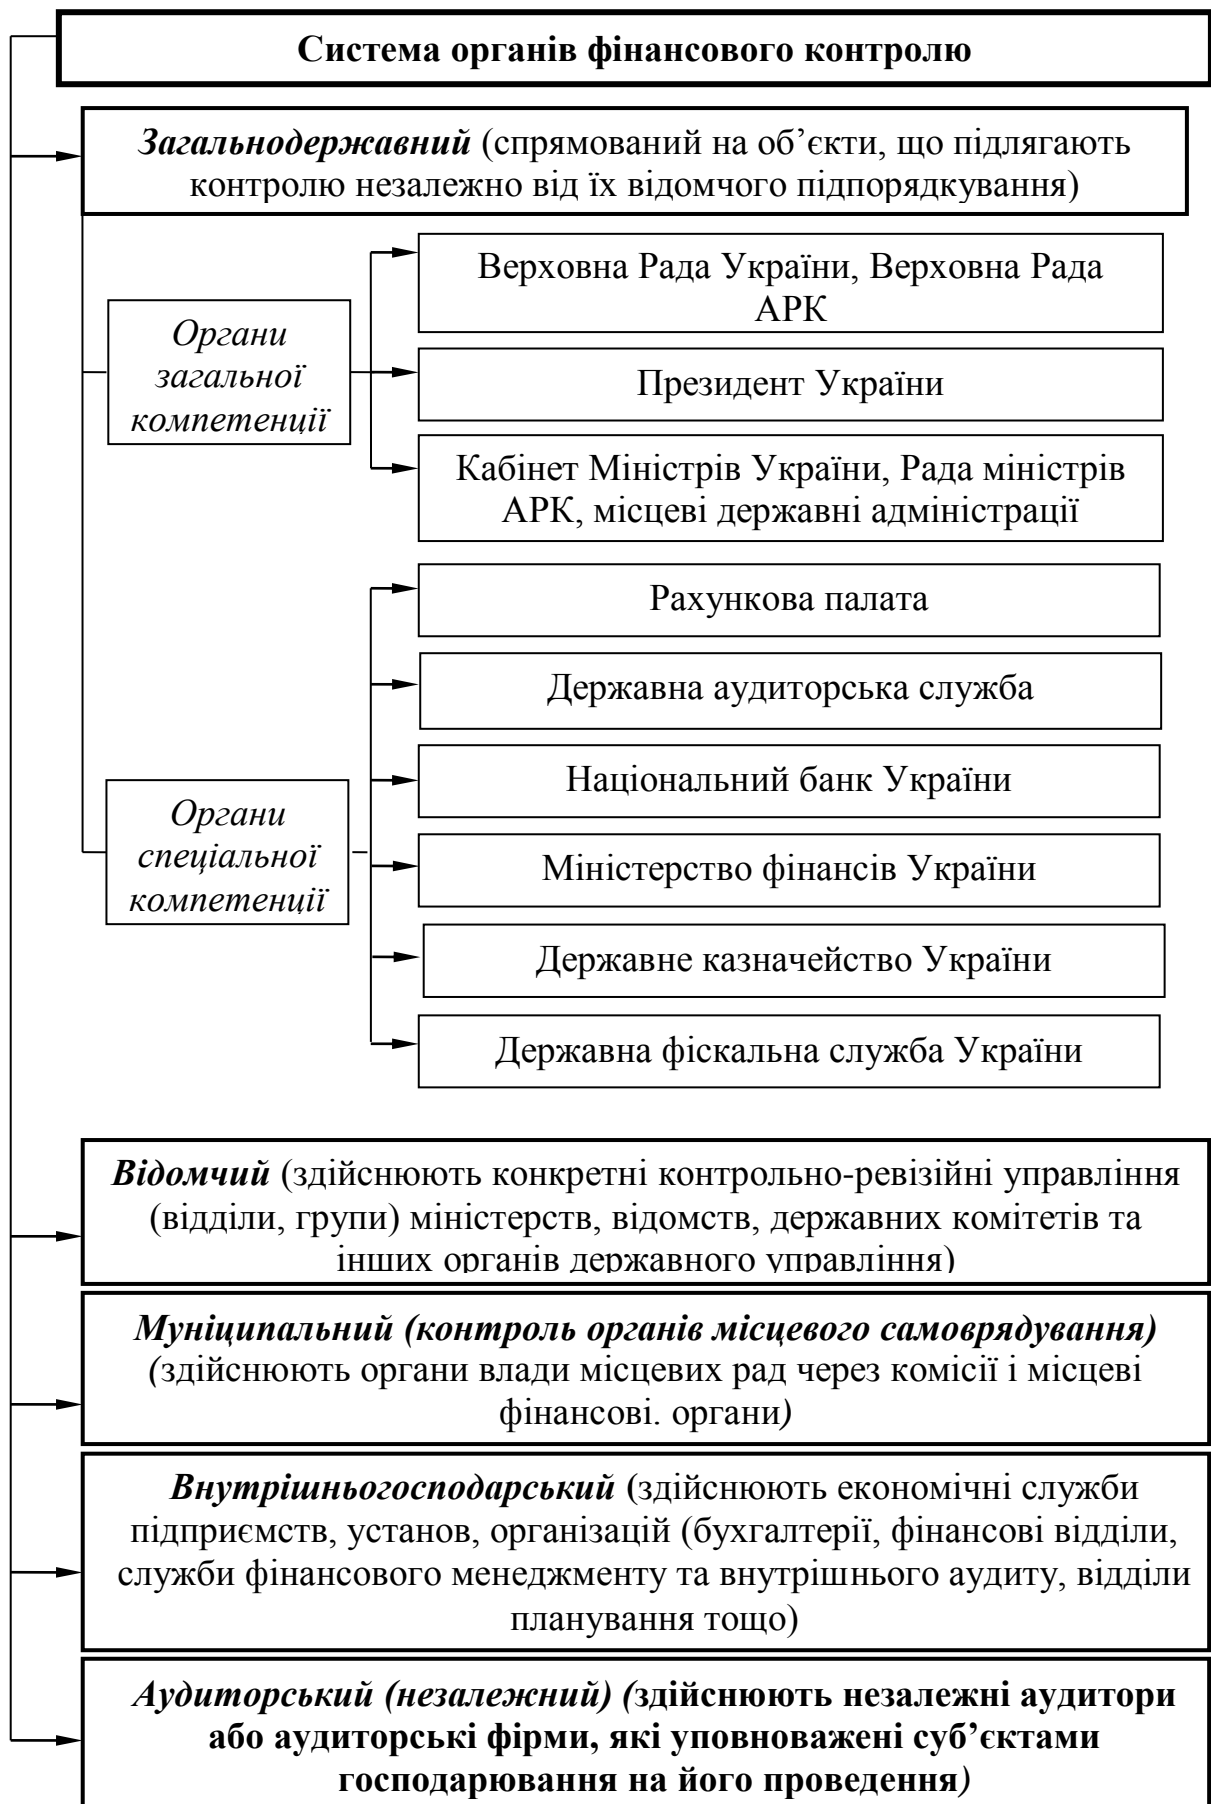 Система органів фінансового контролю
Загальнодержавний (спрямований на об’єкти, що підлягають
контролю незалежно від їх відомчого підпорядкування)
Органи
загальної
компетенції
Верховна Рада України, Верховна Рада
АРК
Президент України
Кабінет Міністрів України, Рада міністрів
АРК, місцеві державні адміністрації
Органи
спеціальної
компетенції
Рахункова палата
Державна аудиторська служба
Національний банк України
Міністерство фінансів України
Державне казначейство України
Державна фіскальна служба України
Відомчий (здійснюють конкретні контрольно-ревізійні управління
(відділи, групи) міністерств, відомств, державних комітетів та
інших органів державного управління)
Муніципальний (контроль органів місцевого самоврядування)
(здійснюють органи влади місцевих рад через комісії і місцеві
фінансові. органи)
Внутрішньогосподарський (здійснюють економічні служби
підприємств, установ, організацій (бухгалтерії, фінансові відділи,
служби фінансового менеджменту та внутрішнього аудиту, відділи
планування тощо)
Аудиторський (незалежний) (здійснюють незалежні аудитори
або аудиторські фірми, які уповноважені суб’єктами
господарювання на його проведення)